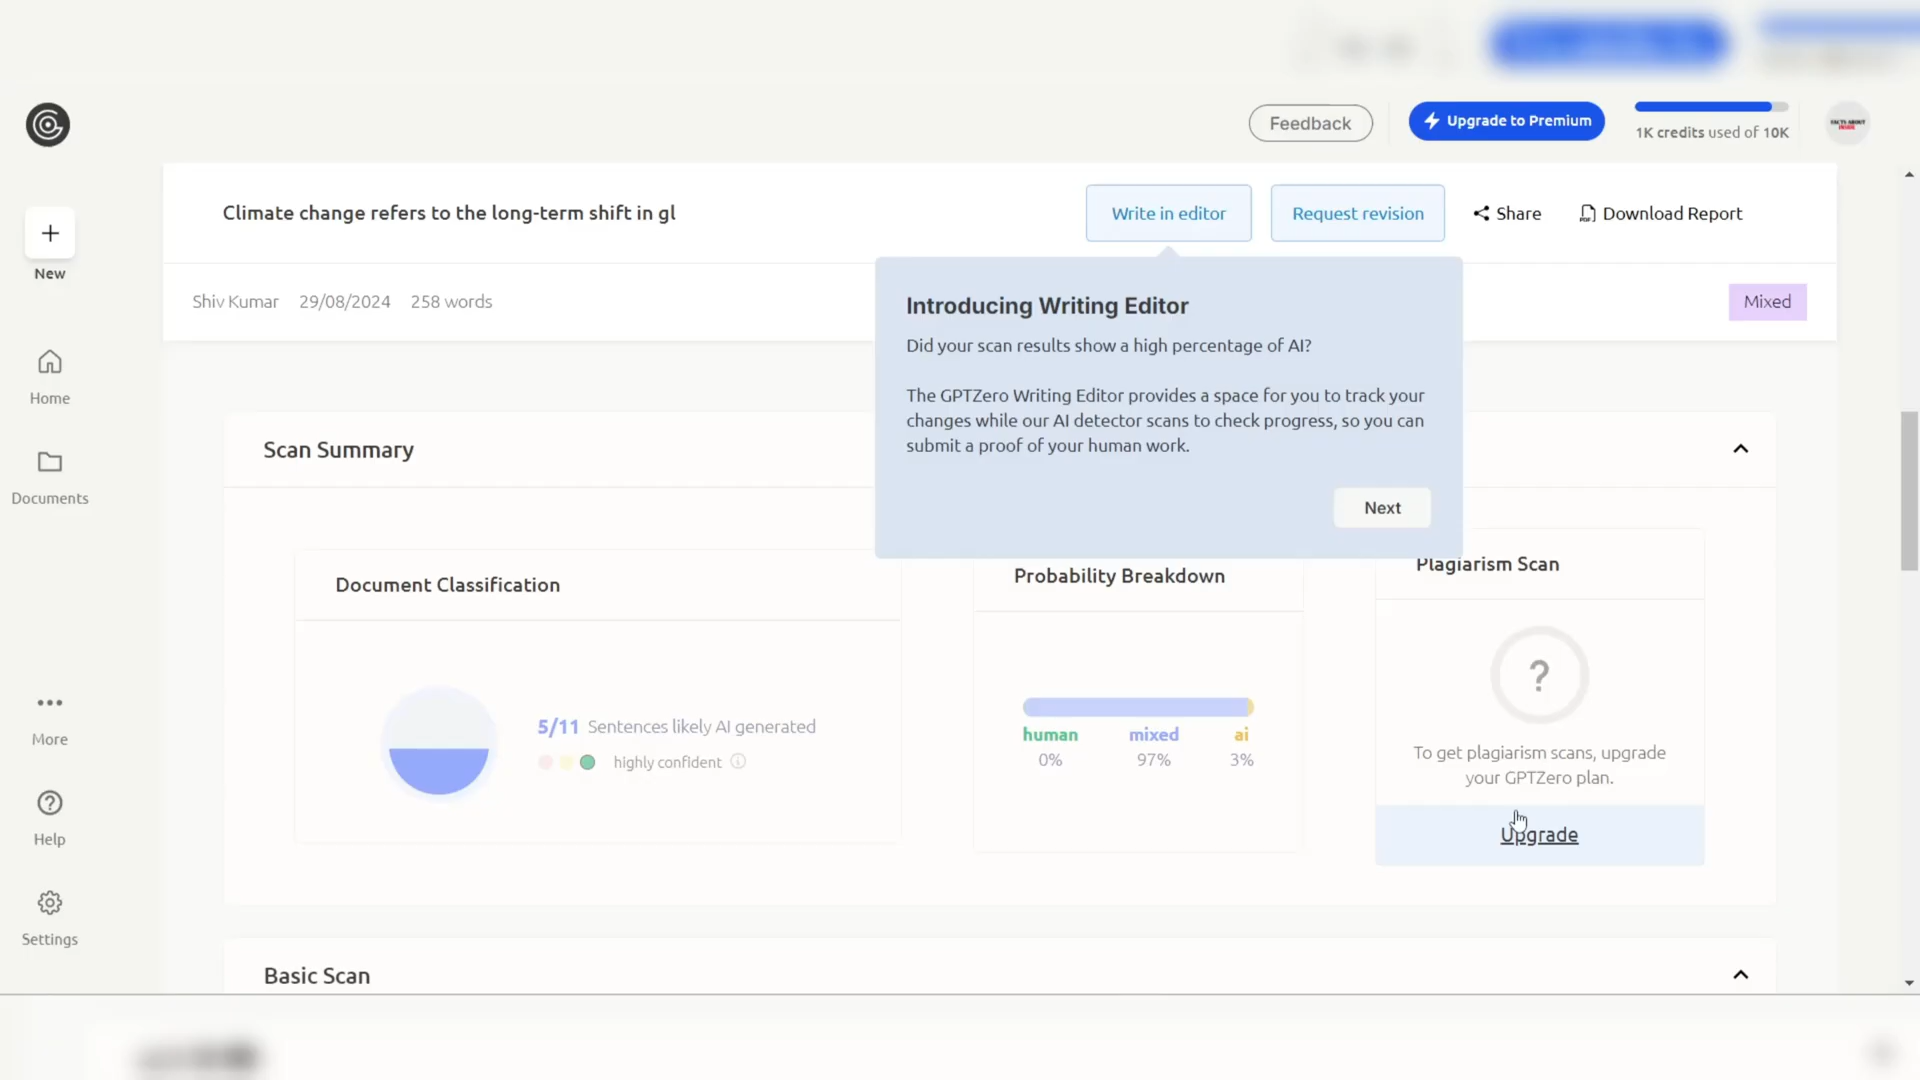 Feedback
Upgrade to Premium
1K credits used of 10K
FACTS ABOUT
INSIDE
Climate change refers to the long-term shift in gl
Write in editor
Request revision
Share
Download Report
New
Shiv Kumar 29/08/2024 258 words
Mixed
Introducing Writing Editor
Did your scan results show a high percentage of AI?
The GPTZero Writing Editor provides a space for you to track your
changes while our AI detector scans to check progress, so you can
submit a proof of your human work.
Next
Home
Documents
Scan Summary
Document Classification
5/11 Sentences likely AI generated
highly confident
Probability Breakdown
human mixed ai
0% 97% 3%
Plagiarism Scan
?
To get plagiarism scans, upgrade
your GPTZero plan.
Upgrade
More
Help
Settings
Basic Scan